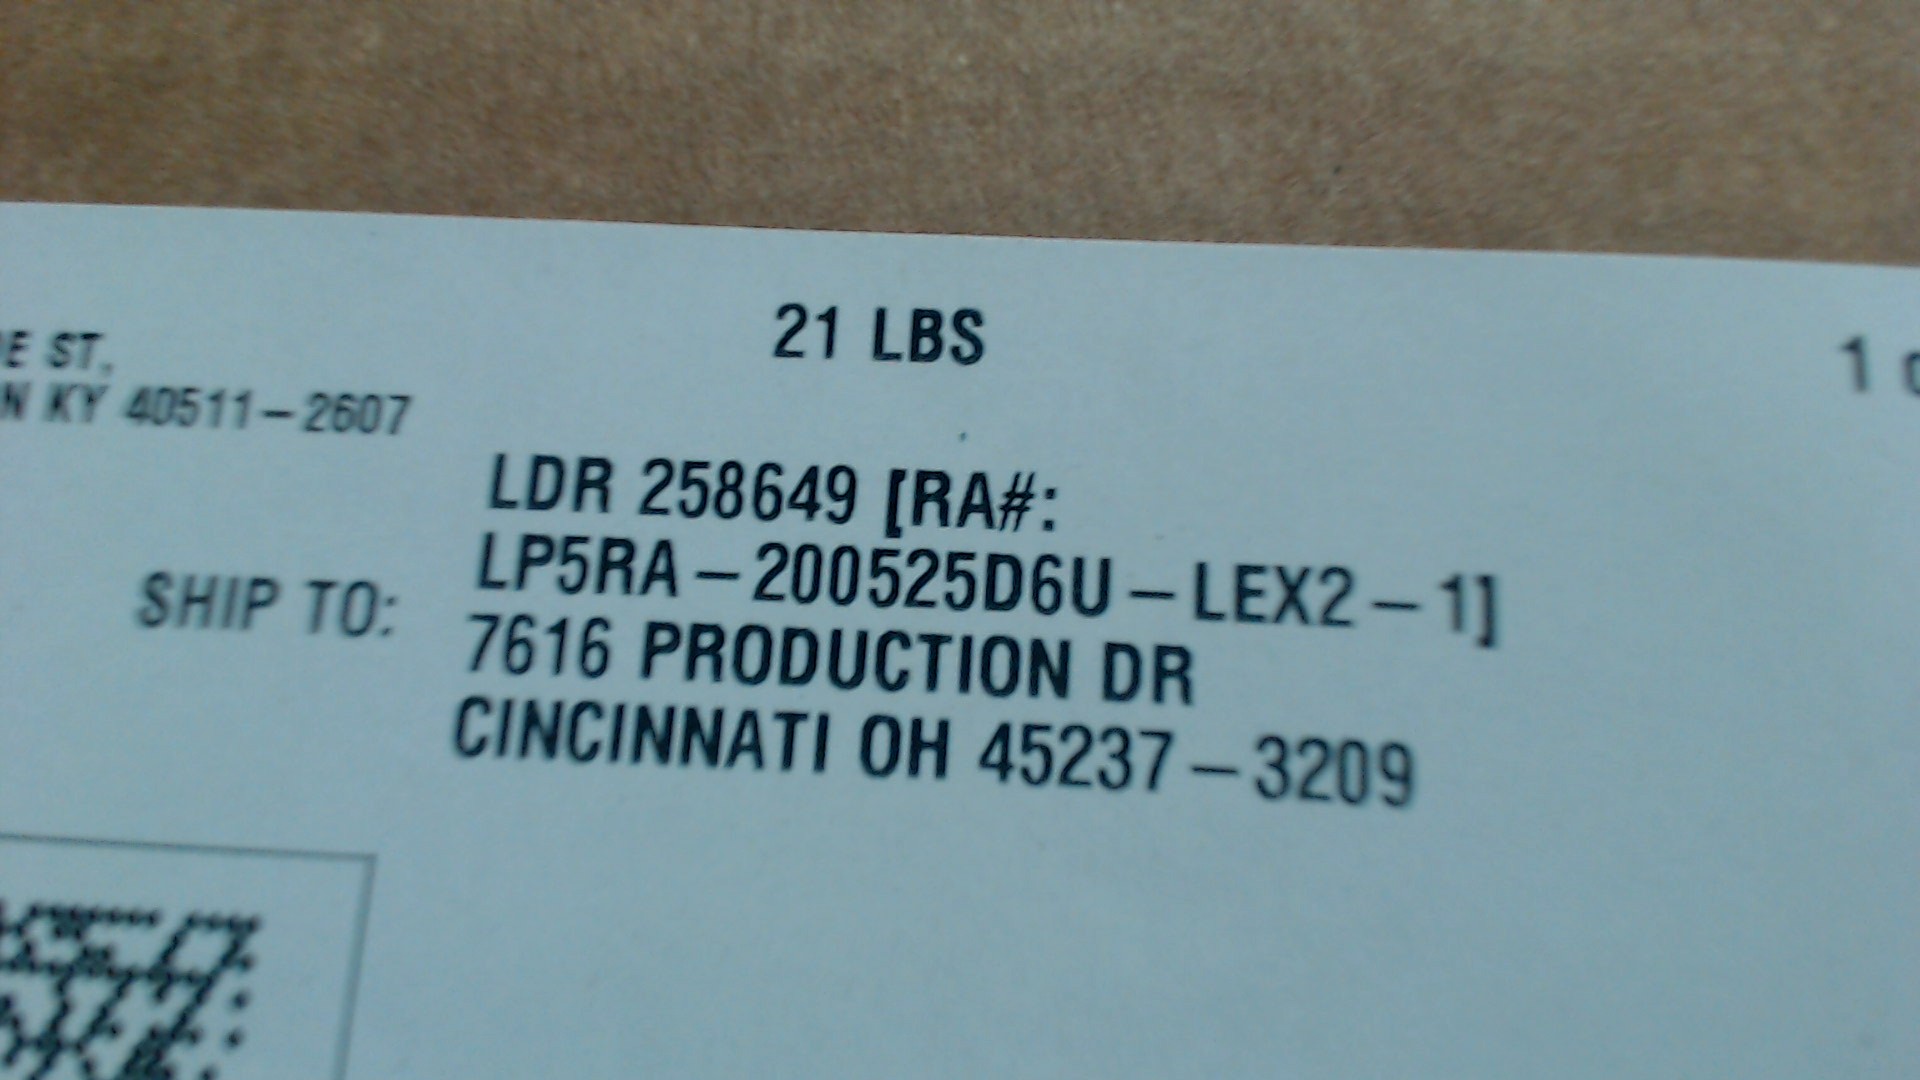 21 LBS
1
ST,
KY 40511-2607
LDR 258649 [RA#:
LP5RA-200525D6U-LEX2-1]
SHIP TO:
7616 PRODUCTION DR
CINCINNATI OH 45237-3209